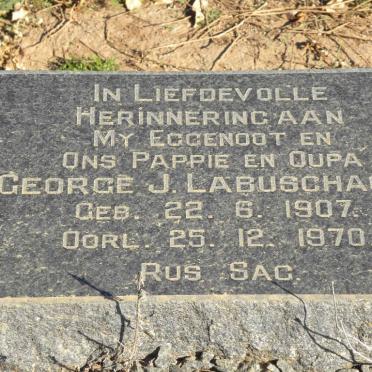 In Liefdevolle
Herinnering aan
My Eggenoot en
Ons Pappie en Oupa
George J. Labuscha
Geb. 22. 6. 1907.
Oorl. 25. 12. 1970
Rus Sag.